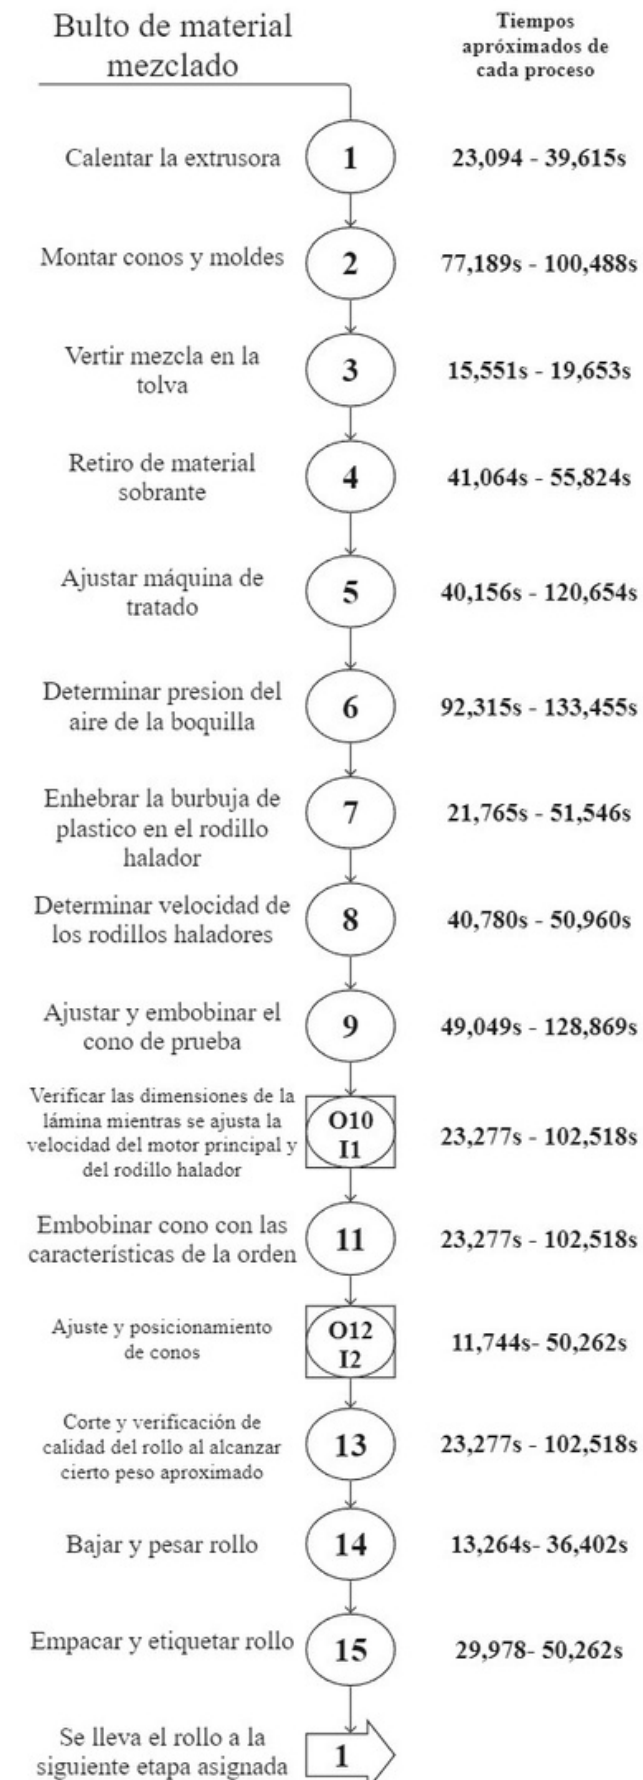 Bulto de material
mezclado
Tiempos
apróximados de
cada proceso
Calentar la extrusora
1
23,094 - 39,615s
Montar conos y moldes
2
77,189s - 100,488s
Vertir mezcla en la
tolva
3
15,551s - 19,653s
Retiro de material
sobrante
4
41,064s - 55,824s
Ajustar máquina de
tratado
5
40,156s - 120,654s
Determinar presion del
aire de la boquilla
6
92,315s - 133,455s
Enhebrar la burbuja de
plastico en el rodillo
halador
7
21,765s - 51,546s
Determinar velocidad de
los rodillos haladores
8
40,780s - 50,960s
Ajustar y embobinar el
cono de prueba
9
49,049s - 128,869s
Verificar las dimensiones de la
lámina mientras se ajusta la
velocidad del motor principal y
del rodillo halador
O10
I1
23,277s - 102,518s
Embobinar cono con las
características de la orden
11
23,277s - 102,518s
Ajuste y posicionamiento
de conos
O12
I2
11,744s- 50,262s
Corte y verificación de
calidad del rollo al alcanzar
cierto peso aproximado
13
23,277s - 102,518s
Bajar y pesar rollo
14
13,264s- 36,402s
Empacar y etiquetar rollo
15
29,978- 50,262s
Se lleva el rollo a la
siguiente etapa asignada
1